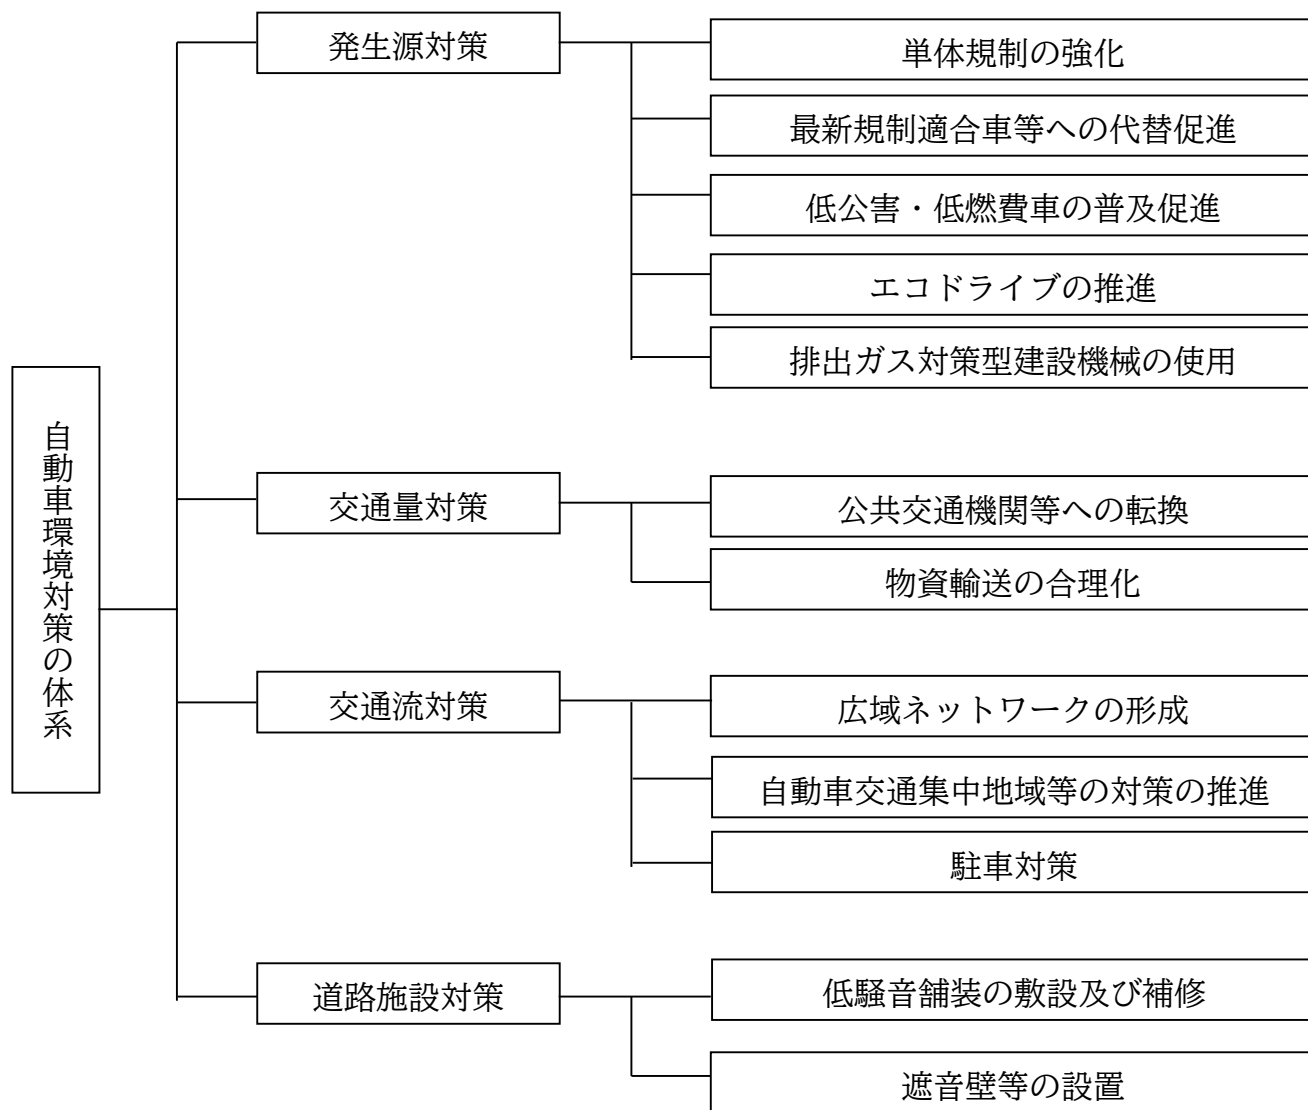 自動車環境対策の体系
発生源対策
単体規制の強化
最新規制適合車等への代替促進
低公害・低燃費車の普及促進
エコドライブの推進
排出ガス対策型建設機械の使用
交通量対策
公共交通機関等への転換
物資輸送の合理化
交通流対策
広域ネットワークの形成
自動車交通集中地域等の対策の推進
駐車対策
道路施設対策
低騒音舗装の敷設及び補修
遮音壁等の設置